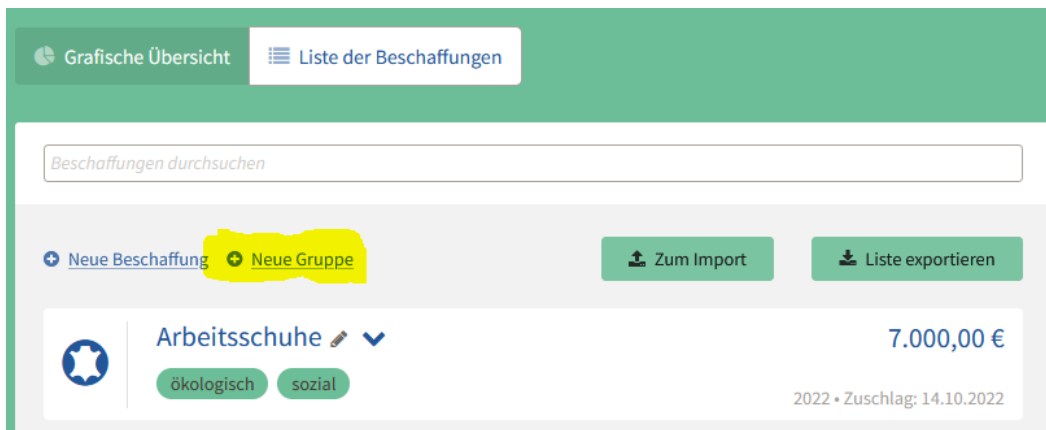 Grafische Übersicht Liste der Beschaffungen
Beschaffungen durchsuchen
Neue Beschaffung Neue Gruppe Zum Import Liste exportieren
Arbeitsschuhe 7.000,00 €
ökologisch sozial
2022 • Zuschlag: 14.10.2022